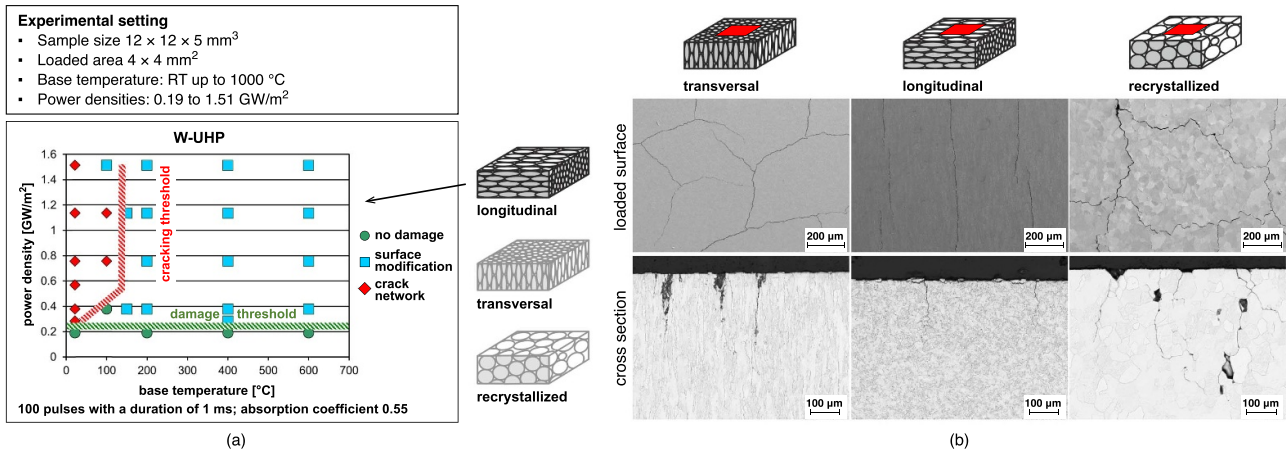 Experimental setting
▪ Sample size 12 × 12 × 5 mm³
▪ Loaded area 4 × 4 mm²
▪ Base temperature: RT up to 1000 °C
▪ Power densities: 0.19 to 1.51 GW/m²
W-UHP
power density [GW/m²]
1.6
1.4
1.2
1
0.8
0.6
0.4
0.2
0
cracking threshold
damage threshold
0 100 200 300 400 500 600 700
base temperature [°C]
no damage
surface
modification
crack
network
100 pulses with a duration of 1 ms; absorption coefficient 0.55
longitudinal
transversal
recrystallized
(a)
transversal longitudinal recrystallized
loaded surface
200 µm 200 µm 200 µm
cross section
100 µm 100 µm 100 µm
(b)